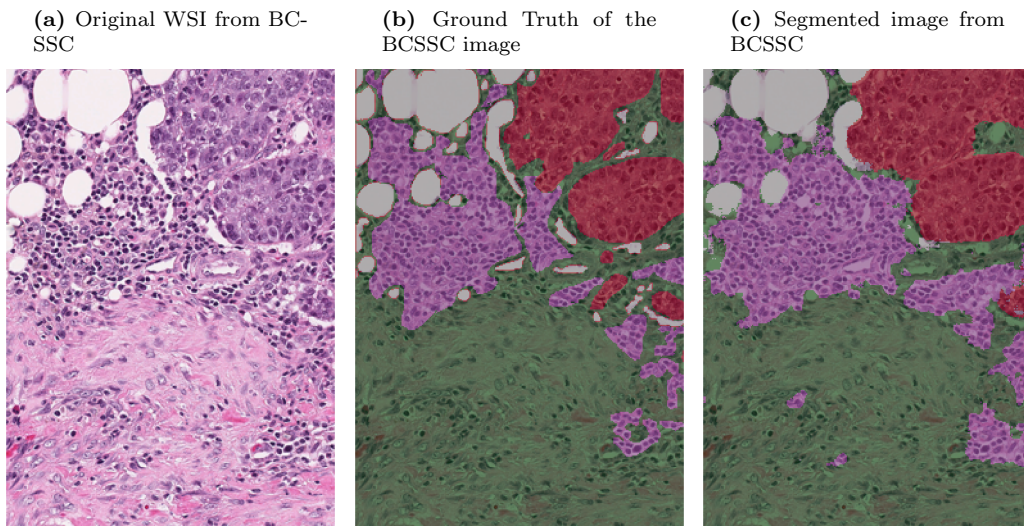 (a) Original WSI from BC-
SSC
(b) Ground Truth of the
BCSSC image
(c) Segmented image from
BCSSC